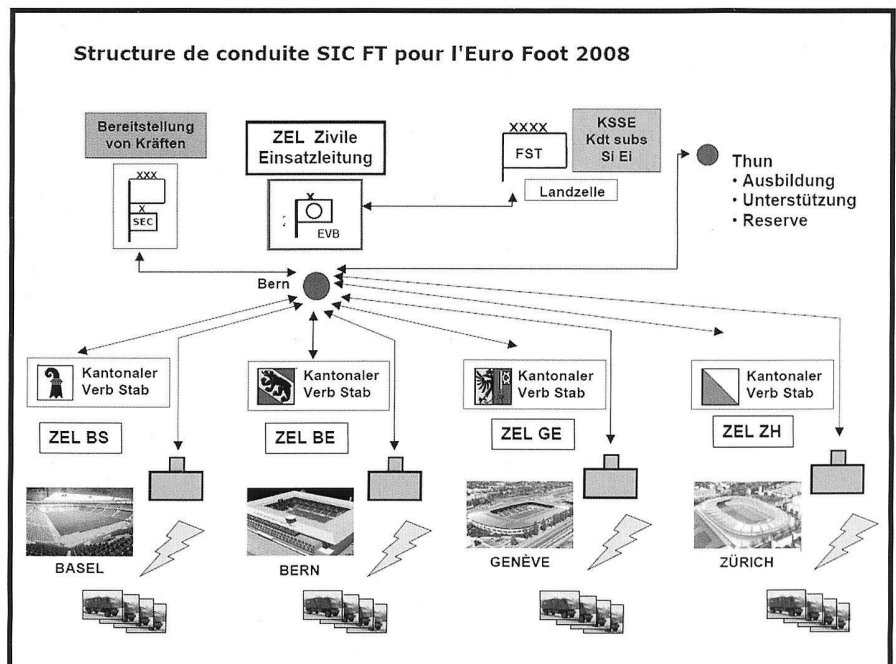 Structure de conduite SIC FT pour l'Euro Foot 2008
Bereitstellung
von Kräften
XXX
X
SEC
ZEL Zivile
Einsatzleitung
X
EVB
XXXX
FST
Landzelle
KSSE
Kdt subs
Si Ei
Thun
• Ausbildung
• Unterstützung
• Reserve
Bern
Kantonaler
Verb Stab
Kantonaler
Verb Stab
Kantonaler
Verb Stab
Kantonaler
Verb Stab
ZEL BS
ZEL BE
ZEL GE
ZEL ZH
BASEL
BERN
GENÈVE
ZÜRICH